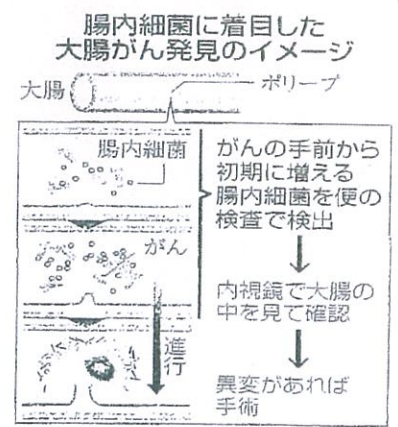 腸内細菌に着目した
大腸がん発見のイメージ
大腸
ポリープ
腸内細菌
がん
進行
がんの手前から
初期に増える
腸内細菌を便の
検査で検出
内視鏡で大腸の
中を見て確認
異変があれば
手術